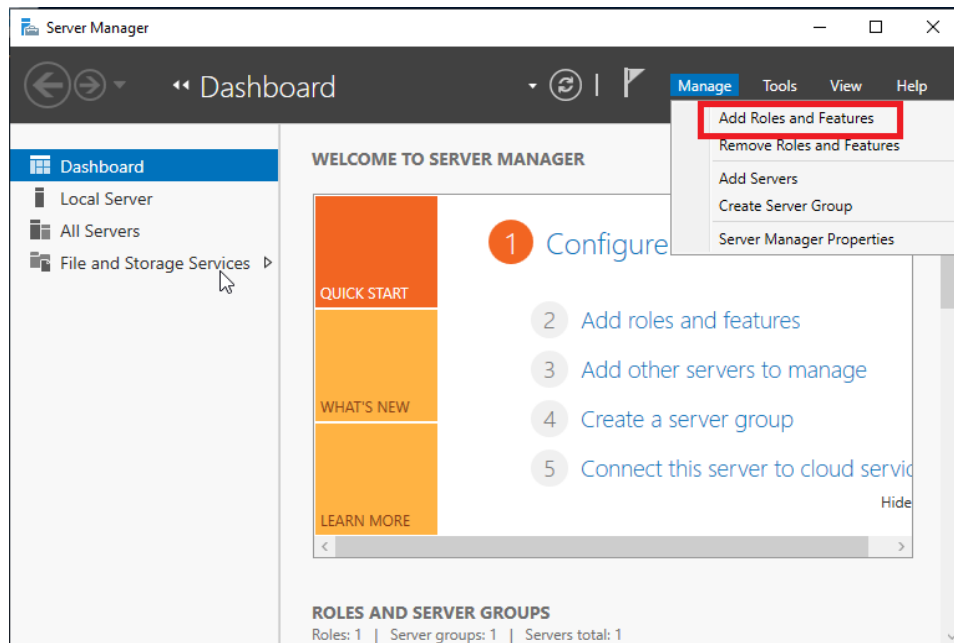 Server Manager
Dashboard
Manage Tools View Help
Add Roles and Features
Remove Roles and Features
Add Servers
Create Server Group
Server Manager Properties
Dashboard
Local Server
All Servers
File and Storage Services
WELCOME TO SERVER MANAGER
QUICK START
WHAT'S NEW
LEARN MORE
1 Configure
2 Add roles and features
3 Add other servers to manage
4 Create a server group
5 Connect this server to cloud servic
Hide
ROLES AND SERVER GROUPS
Roles: 1 | Server groups: 1 | Servers total: 1